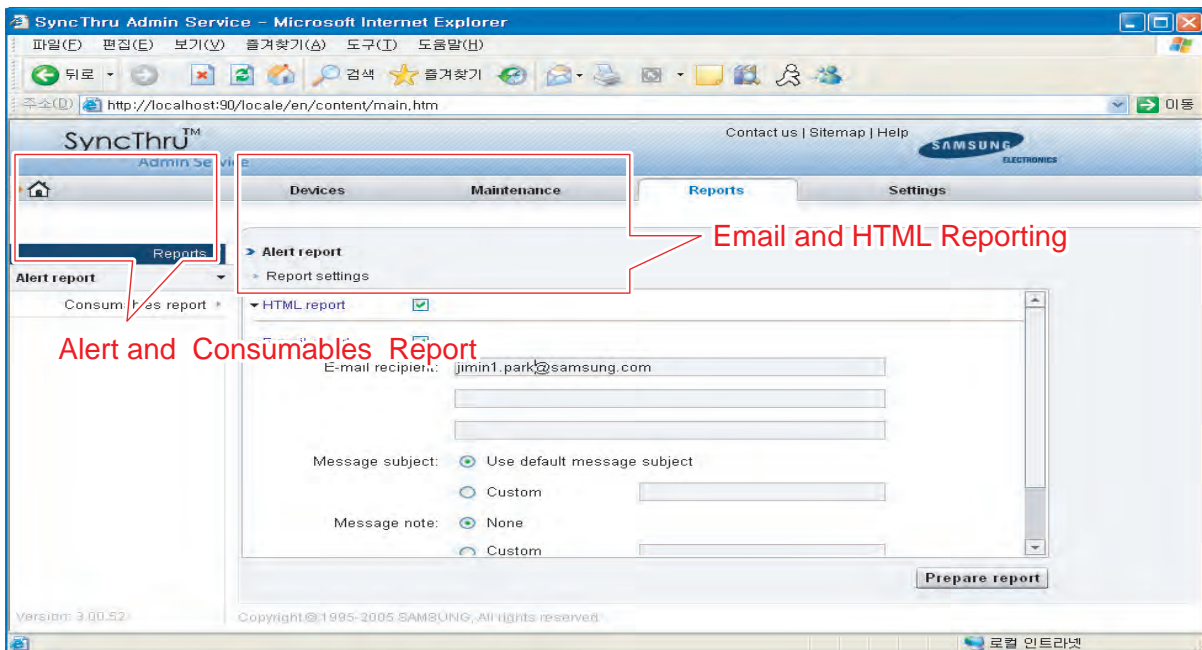 SyncThru Admin Service - Microsoft Internet Explorer
파일(F) 편집(E) 보기(V) 즐겨찾기(A) 도구(T) 도움말(H)
뒤로 검색 즐겨찾기
주소(D) http://localhost:90/locale/en/content/main.htm 이동
SyncThru™
Admin Service
Contact us | Sitemap | Help
SAMSUNG
ELECTRONICS
Devices Maintenance Reports Settings
Email and HTML Reporting
Reports
Alert report
Consumables report
Alert and Consumables Report
Alert report
Report settings
HTML report
E-mail recipient: jimin1.park@samsung.com
Message subject: Use default message subject
Custom
Message note: None
Custom
Prepare report
Version: 3.00.52
Copyright © 1995-2005 SAMSUNG, All rights reserved
로컬 인트라넷